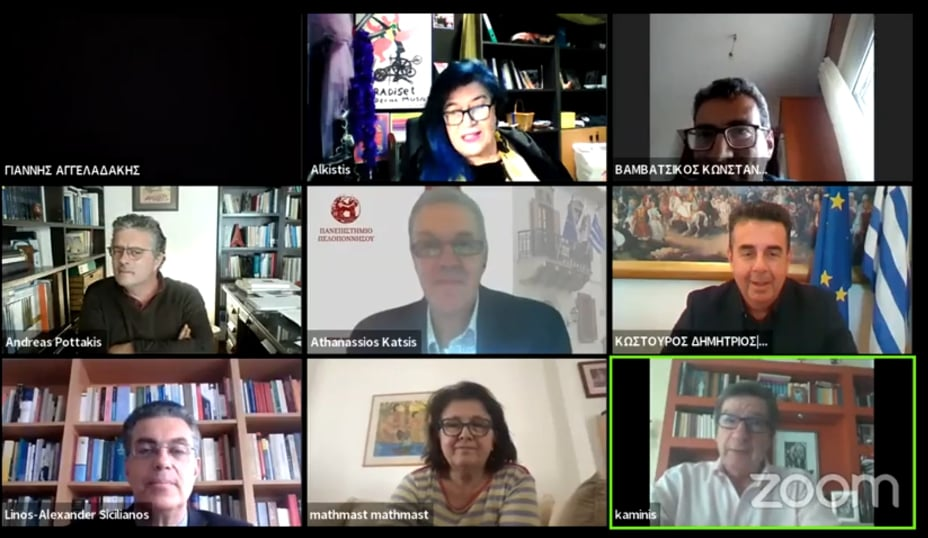 ΓΙΑΝΝΗΣ ΑΓΓΕΛΑΔΑΚΗΣ
RADiSet
Alkistis
ΒΑΜΒΑΤΣΙΚΟΣ ΚΩΝΣΤΑΝ...
Andreas Pottakis
ΠΑΝΕΠΙΣΤΗΜΙΟ
ΠΕΛΟΠΟΝΝΗΣΟΥ
Athanassios Katsis
ΚΩΣΤΟΥΡΟΣ ΔΗΜΗΤΡΙΟΣ|...
Linos-Alexander Sicilianos
mathmast mathmast
kaminis
zoom